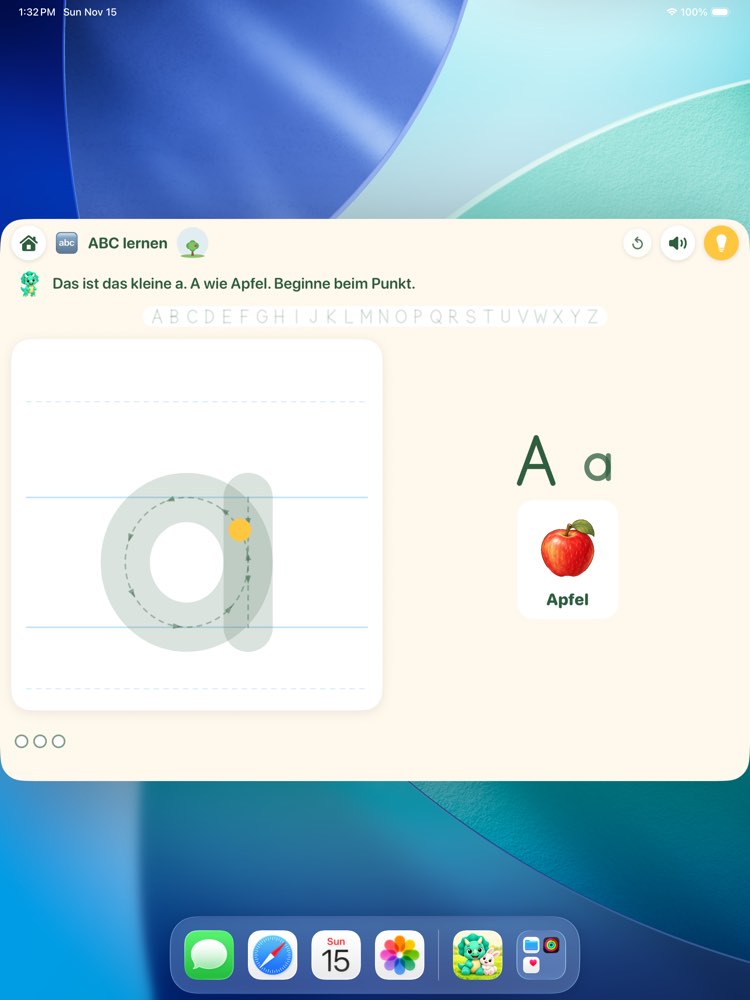 1:32 PM Sun Nov 15
100%
abc
ABC lernen
Das ist das kleine a. A wie Apfel. Beginne beim Punkt.
A B C D E F G H I J K L M N O P Q R S T U V W X Y Z
a
A a
Apfel
Sun
15